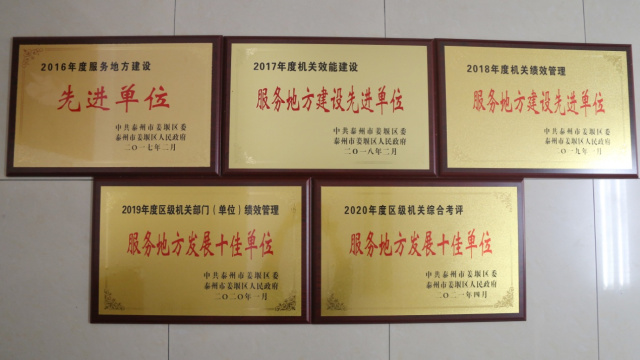 2016年度服务地方建设
先进单位
中共泰州市姜堰区委
泰州市姜堰区人民政府
二〇一七年二月
2017年度机关效能建设
服务地方建设先进单位
中共泰州市姜堰区委
泰州市姜堰区人民政府
二〇一八年二月
2018年度机关绩效管理
服务地方建设先进单位
中共泰州市姜堰区委
泰州市姜堰区人民政府
二〇一九年一月
2019年度区级机关部门（单位）绩效管理
服务地方发展十佳单位
中共泰州市姜堰区委
泰州市姜堰区人民政府
二〇二〇年一月
2020年度区级机关综合考评
服务地方发展十佳单位
中共泰州市姜堰区委
泰州市姜堰区人民政府
二〇二一年四月